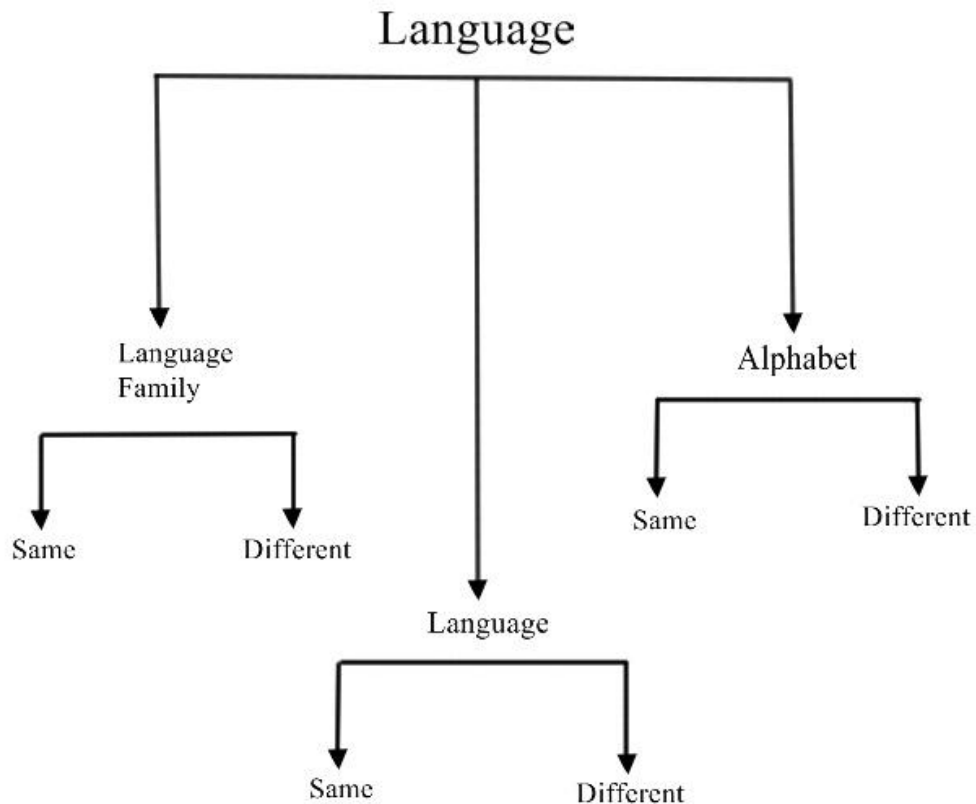 Language
Language
Family
Alphabet
Same
Different
Same
Different
Language
Same
Different